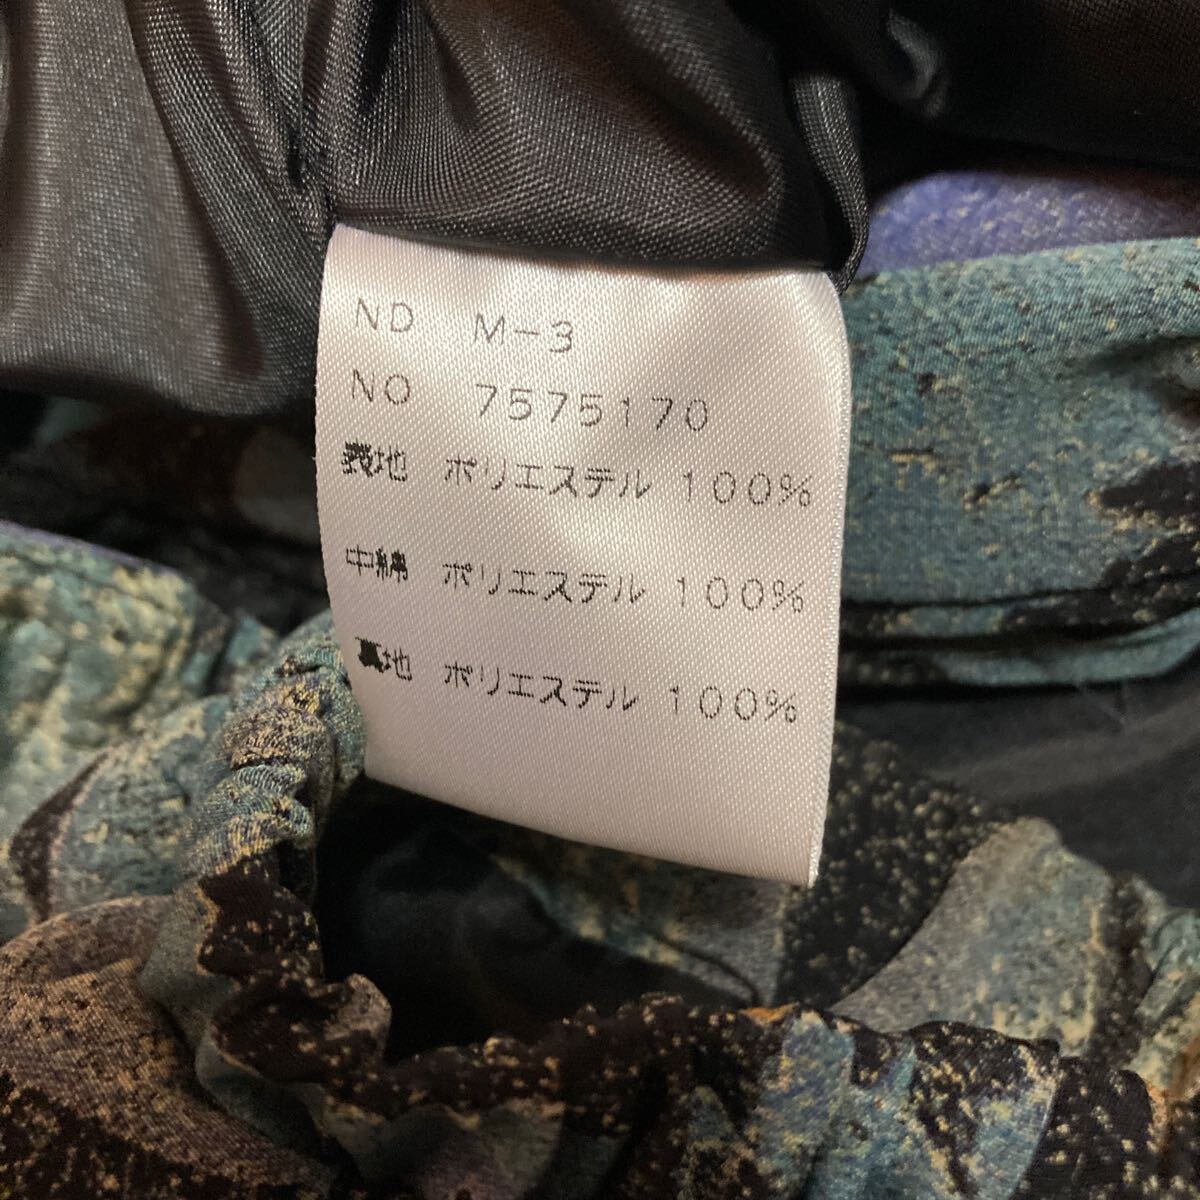 ND M-3
NO 7575170
表地 ポリエステル 100%
中綿 ポリエステル 100%
裏地 ポリエステル 100%